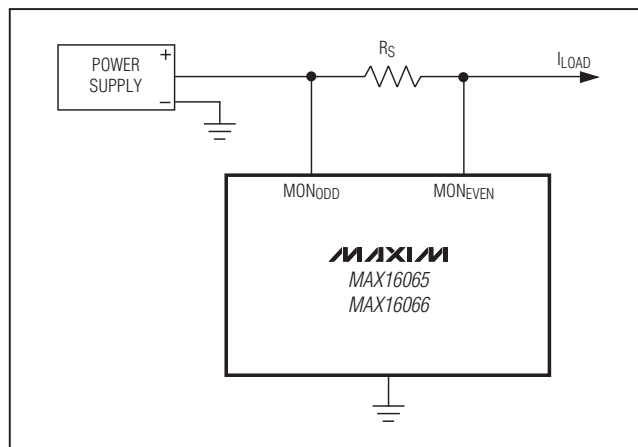 POWER
SUPPLY
+
−
RS
ILOAD
MONODD
MONEVEN
MAXIM
MAX16065
MAX16066